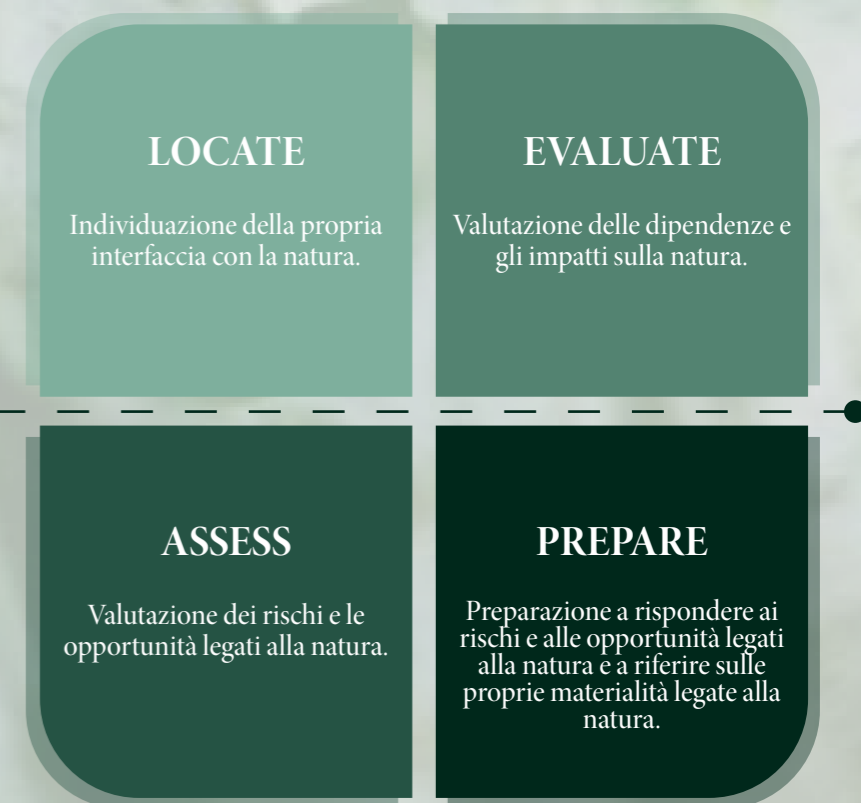 LOCATE
Individuazione della propria
interfaccia con la natura.
EVALUATE
Valutazione delle dipendenze e
gli impatti sulla natura.
ASSESS
Valutazione dei rischi e le
opportunità legati alla natura.
PREPARE
Preparazione a rispondere ai
rischi e alle opportunità legati
alla natura e a riferire sulle
proprie materialità legate alla
natura.